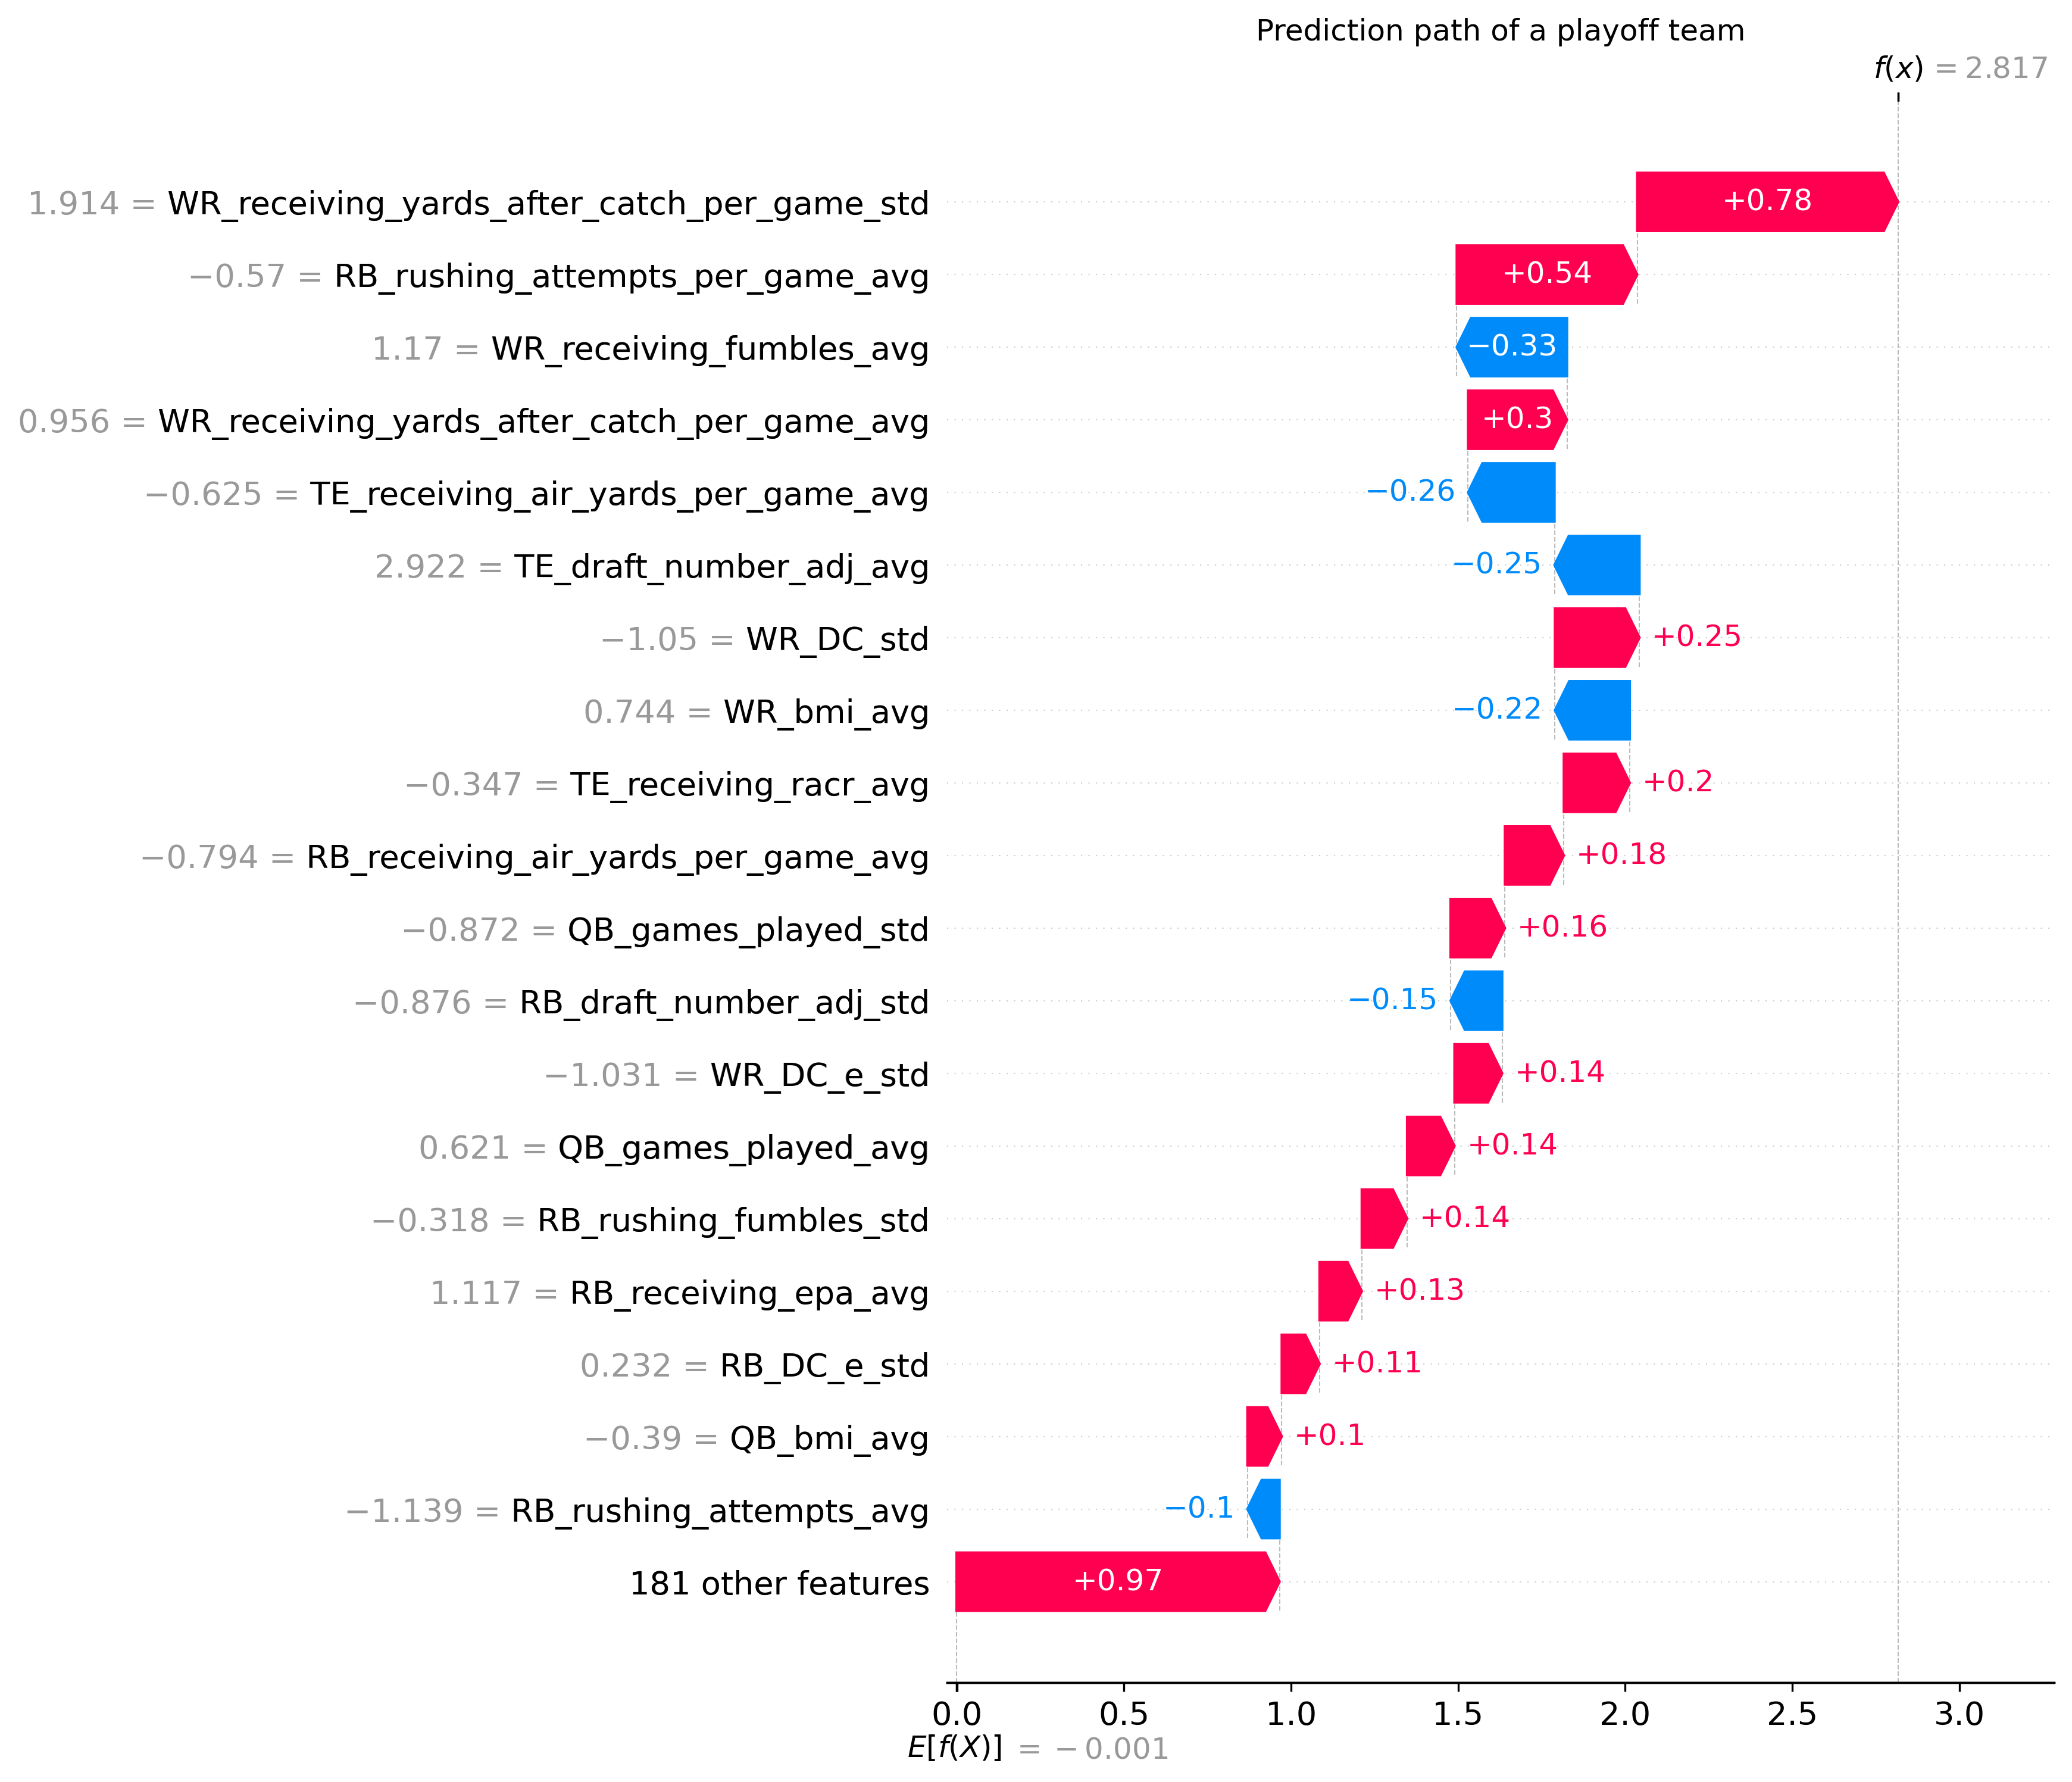 Prediction path of a playoff team
f(x) = 2.817
1.914 = WR_receiving_yards_after_catch_per_game_std +0.78
−0.57 = RB_rushing_attempts_per_game_avg +0.54
1.17 = WR_receiving_fumbles_avg −0.33
0.956 = WR_receiving_yards_after_catch_per_game_avg +0.3
−0.625 = TE_receiving_air_yards_per_game_avg −0.26
2.922 = TE_draft_number_adj_avg −0.25
−1.05 = WR_DC_std +0.25
0.744 = WR_bmi_avg −0.22
−0.347 = TE_receiving_racr_avg +0.2
−0.794 = RB_receiving_air_yards_per_game_avg +0.18
−0.872 = QB_games_played_std +0.16
−0.876 = RB_draft_number_adj_std −0.15
−1.031 = WR_DC_e_std +0.14
0.621 = QB_games_played_avg +0.14
−0.318 = RB_rushing_fumbles_std +0.14
1.117 = RB_receiving_epa_avg +0.13
0.232 = RB_DC_e_std +0.11
−0.39 = QB_bmi_avg +0.1
−1.139 = RB_rushing_attempts_avg −0.1
181 other features +0.97
0.0 0.5 1.0 1.5 2.0 2.5 3.0
E[f(X)] = −0.001